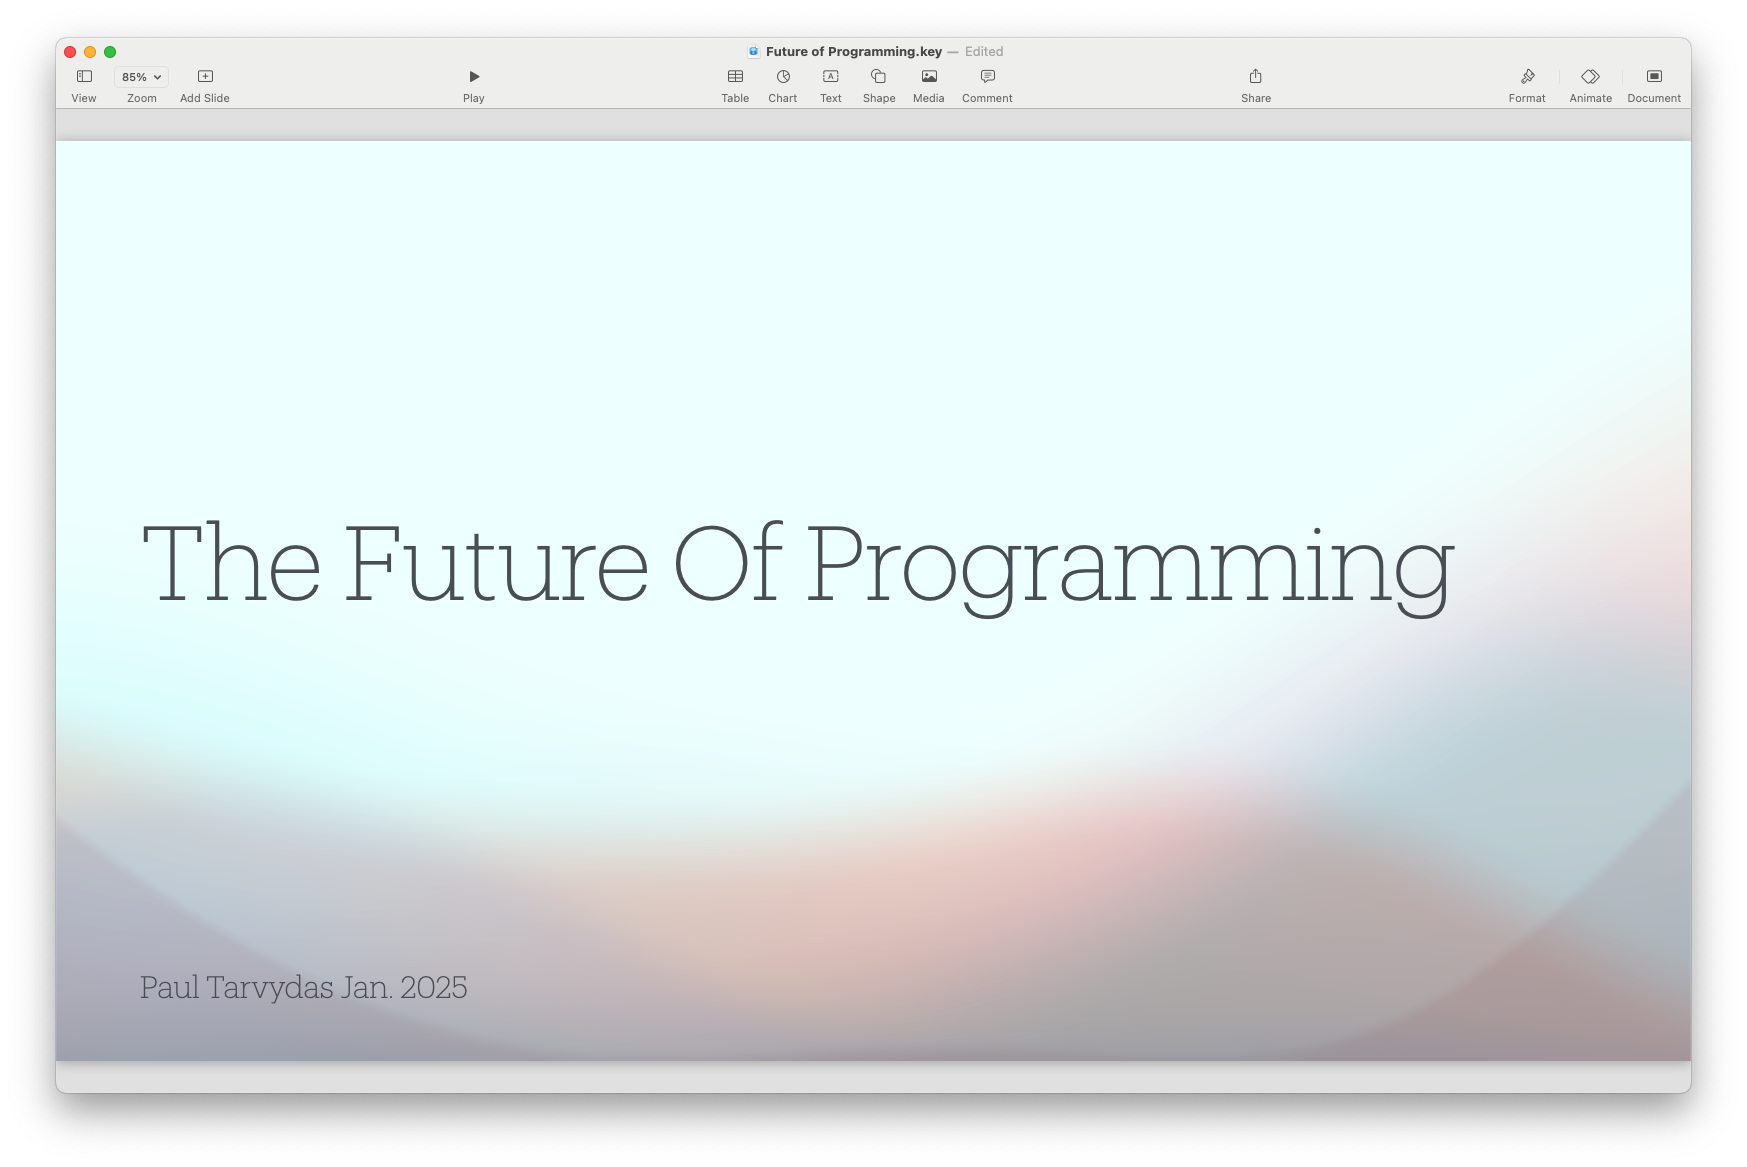 Future of Programming.key — Edited
85%
View Zoom Add Slide Play Table Chart Text Shape Media Comment Share Format Animate Document
The Future Of Programming
Paul Tarvydas Jan. 2025